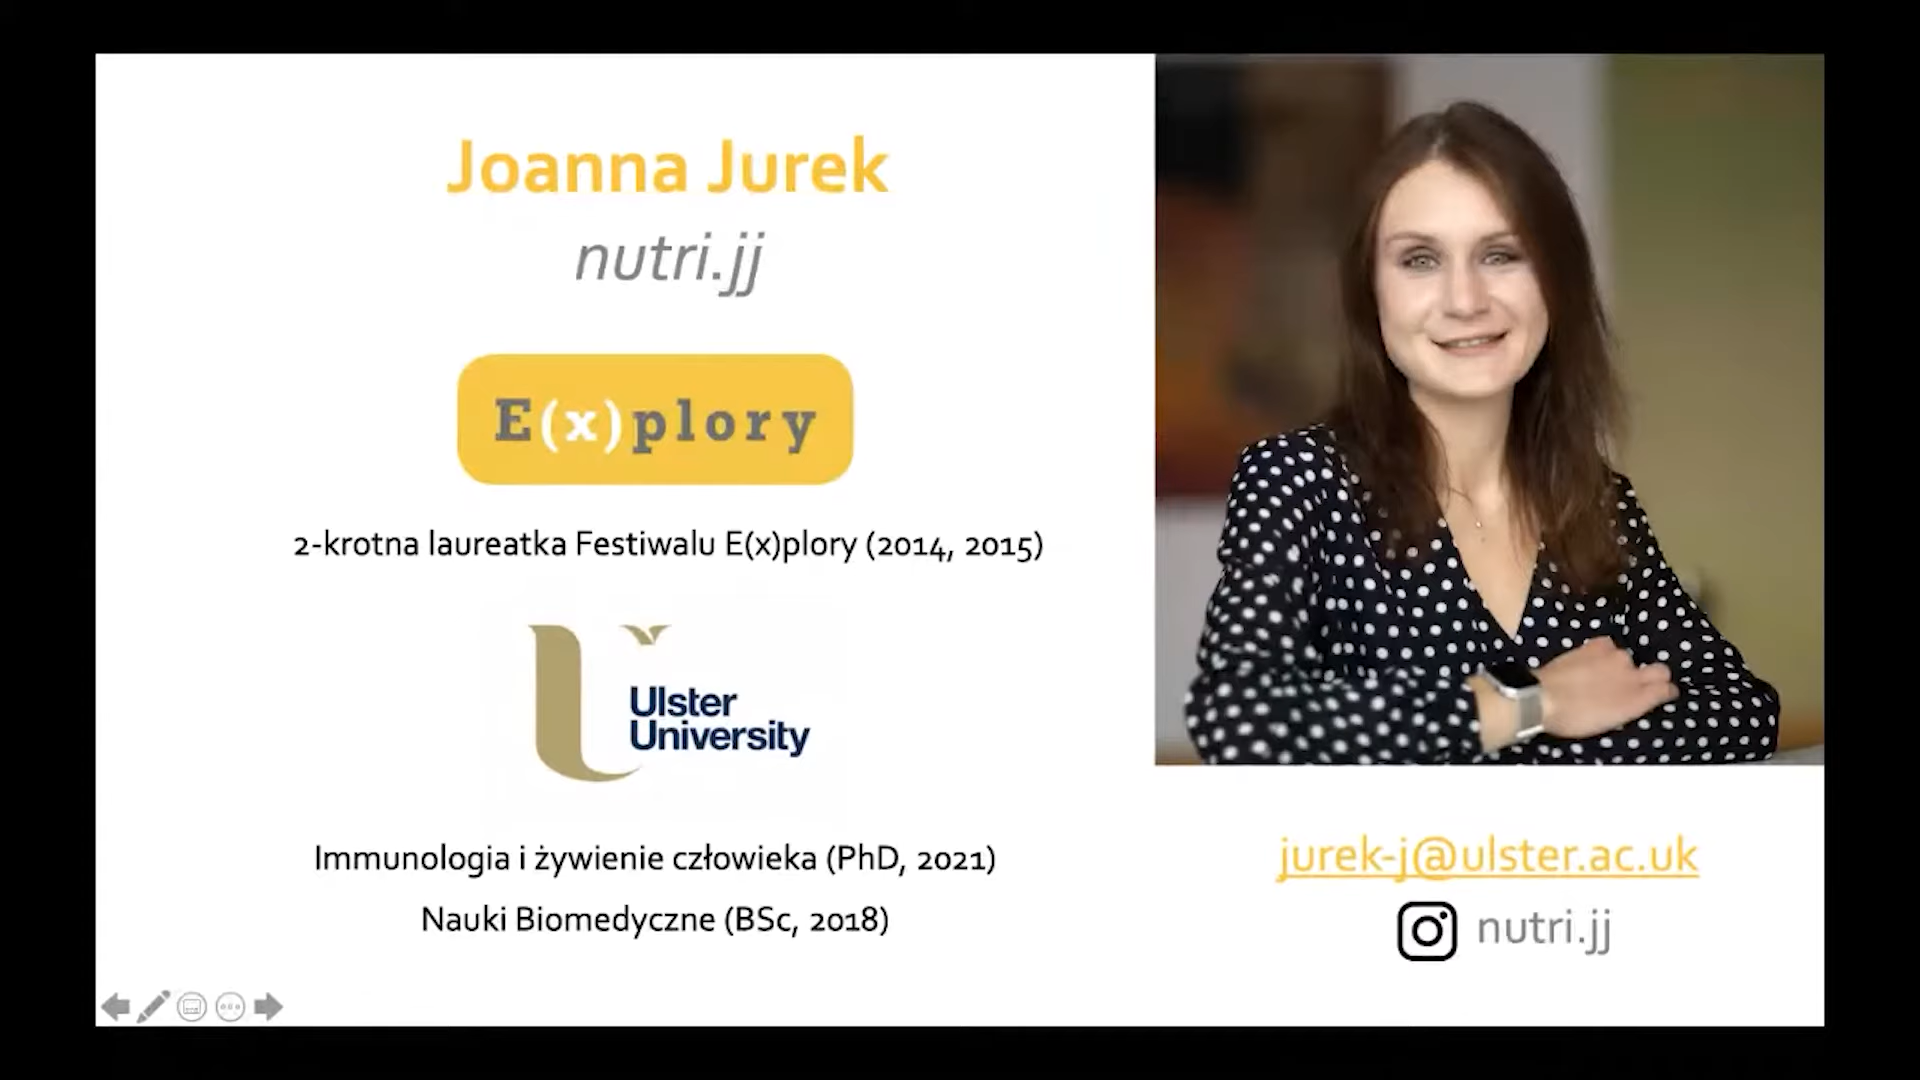 Joanna Jurek
nutri.jj
E(x)plory
2-krotna laureatka Festiwalu E(x)plory (2014, 2015)
Ulster
University
Immunologia i żywienie człowieka (PhD, 2021)
Nauki Biomedyczne (BSc, 2018)
jurek-j@ulster.ac.uk
nutri.jj